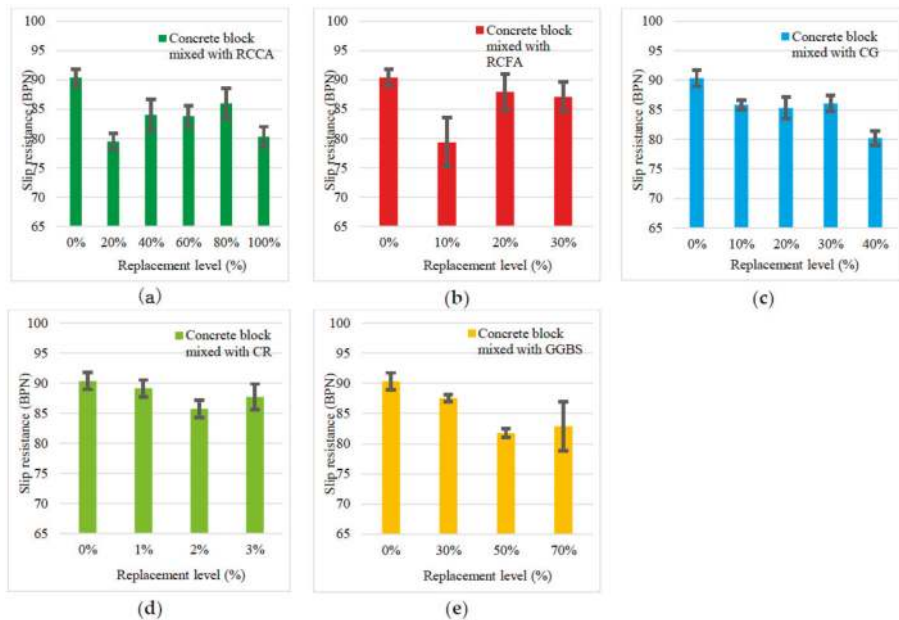 100
95
90
85
80
75
70
65
Slip resistance (BPN)
Concrete block
mixed with RCCA
0% 20% 40% 60% 80% 100%
Replacement level (%)
(a)
100
95
90
85
80
75
70
65
Slip resistance (BPN)
Concrete block
mixed with
RCFA
0% 10% 20% 30%
Replacement level (%)
(b)
100
95
90
85
80
75
70
65
Slip resistance (BPN)
Concrete block
mixed with CG
0% 10% 20% 30% 40%
Replacement level (%)
(c)
100
95
90
85
80
75
70
65
Slip resistance (BPN)
Concrete block
mixed with CR
0% 1% 2% 3%
Replacement level (%)
(d)
100
95
90
85
80
75
70
65
Slip resistance (BPN)
Concrete block
mixed with GGBS
0% 30% 50% 70%
Replacement level (%)
(e)